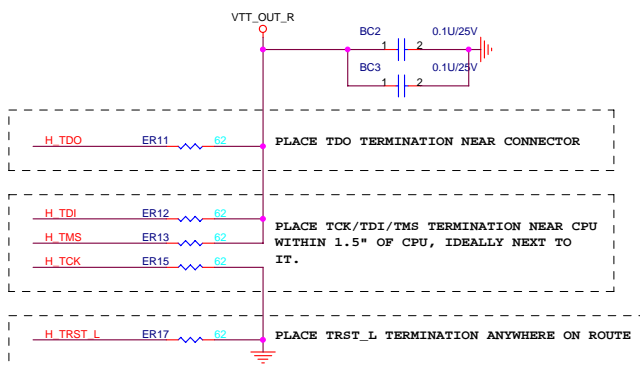 VTT_OUT_R
BC2 0.1U/25V
1 2
BC3 0.1U/25V
1 2
H_TDO ER11 62 PLACE TDO TERMINATION NEAR CONNECTOR
H_TDI ER12 62
PLACE TCK/TDI/TMS TERMINATION NEAR CPU
H_TMS ER13 62 WITHIN 1.5" OF CPU, IDEALLY NEXT TO
H_TCK ER15 62 IT.
H_TRST_L ER17 62 PLACE TRST_L TERMINATION ANYWHERE ON ROUTE